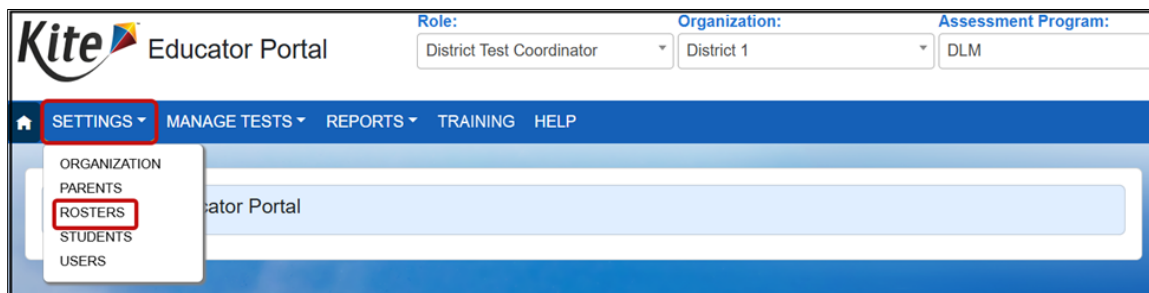 Role: Organization: Assessment Program:
Kite Educator Portal District Test Coordinator District 1 DLM
SETTINGS MANAGE TESTS REPORTS TRAINING HELP
ORGANIZATION
PARENTS
ROSTERS
STUDENTS
USERS
cator Portal